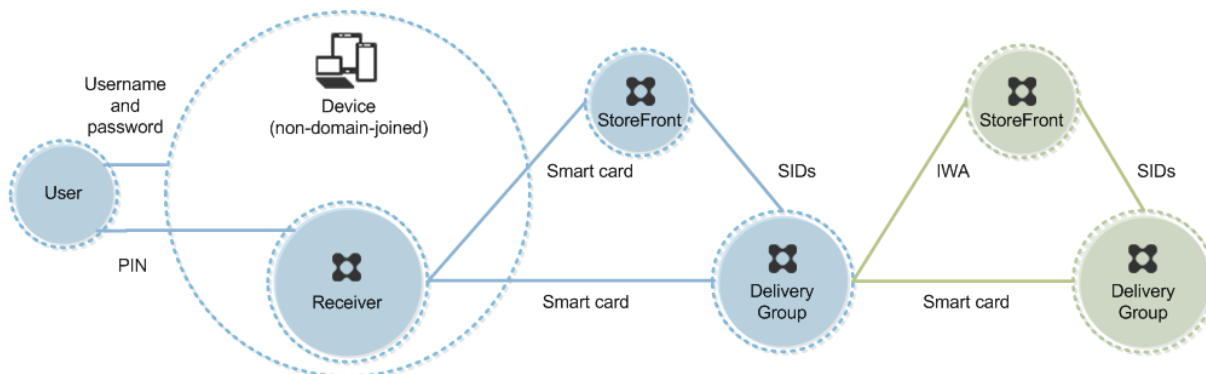 Username
and
password
User
PIN
Device
(non-domain-joined)
Receiver
StoreFront
Smart card
SIDs
Smart card
Delivery
Group
StoreFront
IWA
SIDs
Smart card
Delivery
Group